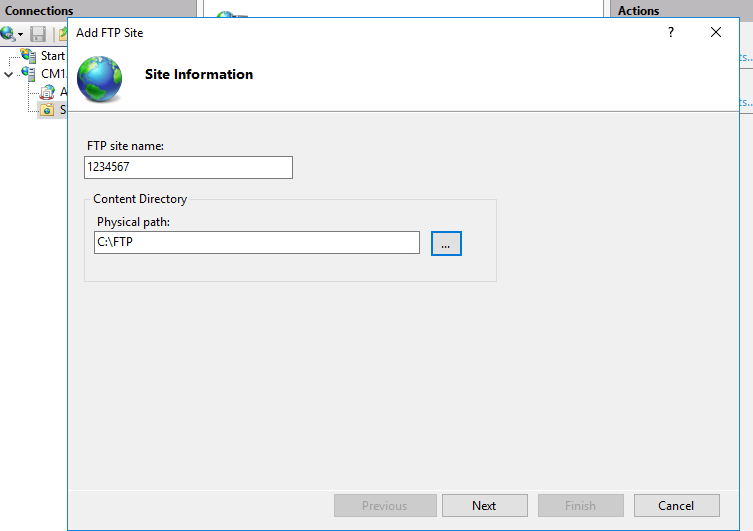 Connections
Actions
Add FTP Site
?
Site Information
Start
CM1
FTP site name:
1234567
Content Directory
Physical path:
C:\FTP
...
Previous
Next
Finish
Cancel